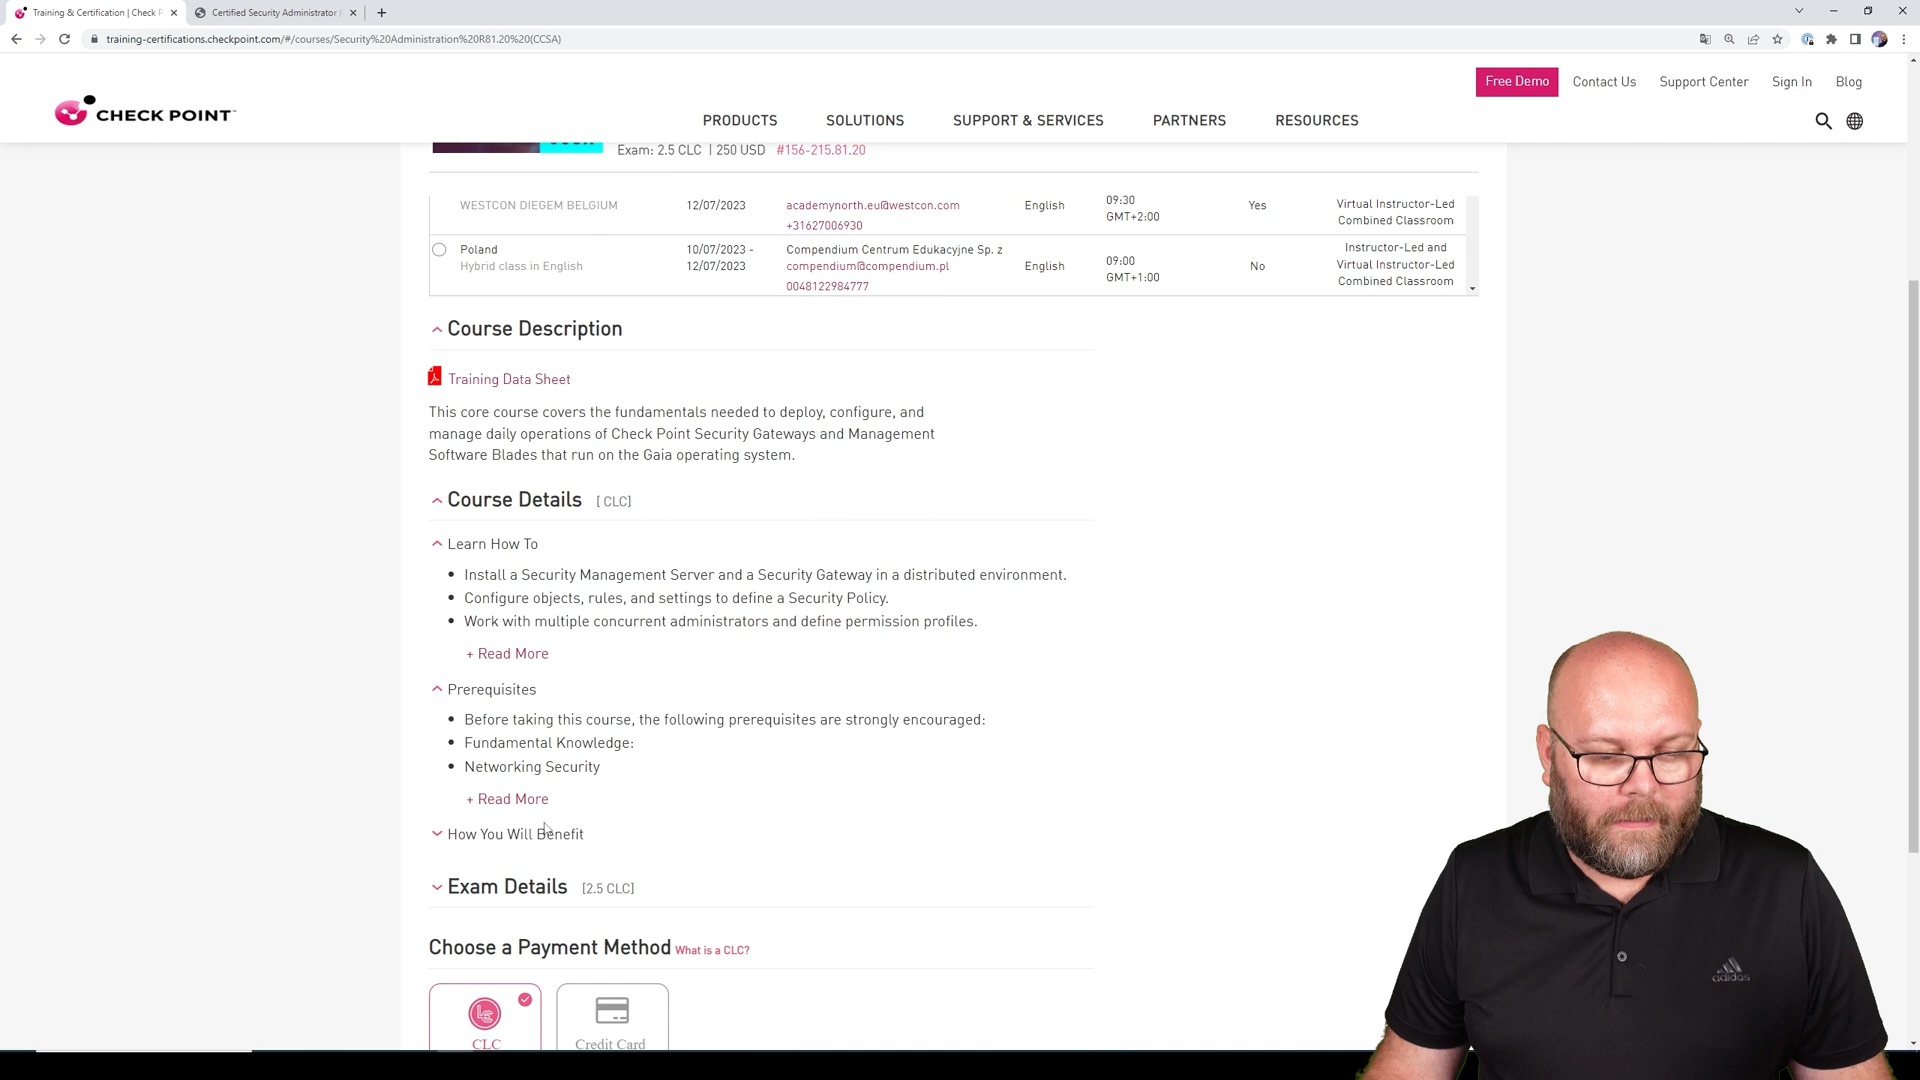 Training & Certification | Check P
Certified Security Administrator (
training-certifications.checkpoint.com/#/courses/Security%20Administration%20R81.20%20(CCSA)
Free Demo
Contact Us
Support Center
Sign In
Blog
CHECK POINT™
PRODUCTS
SOLUTIONS
SUPPORT & SERVICES
PARTNERS
RESOURCES
Exam: 2.5 CLC | 250 USD #156-215.81.20
WESTCON DIEGEM BELGIUM
12/07/2023
academynorth.eu@westcon.com
+31627006930
English
09:30
GMT+2:00
Yes
Virtual Instructor-Led
Combined Classroom
Poland
Hybrid class in English
10/07/2023 -
12/07/2023
Compendium Centrum Edukacyjne Sp. z
compendium@compendium.pl
0048122984777
English
09:00
GMT+1:00
No
Instructor-Led and
Virtual Instructor-Led
Combined Classroom
Course Description
Training Data Sheet
This core course covers the fundamentals needed to deploy, configure, and
manage daily operations of Check Point Security Gateways and Management
Software Blades that run on the Gaia operating system.
Course Details [ CLC]
Learn How To
• Install a Security Management Server and a Security Gateway in a distributed environment.
• Configure objects, rules, and settings to define a Security Policy.
• Work with multiple concurrent administrators and define permission profiles.
+ Read More
Prerequisites
• Before taking this course, the following prerequisites are strongly encouraged:
• Fundamental Knowledge:
• Networking Security
+ Read More
How You Will Benefit
Exam Details [2.5 CLC]
Choose a Payment Method What is a CLC?
CLC
Credit Card
adidas